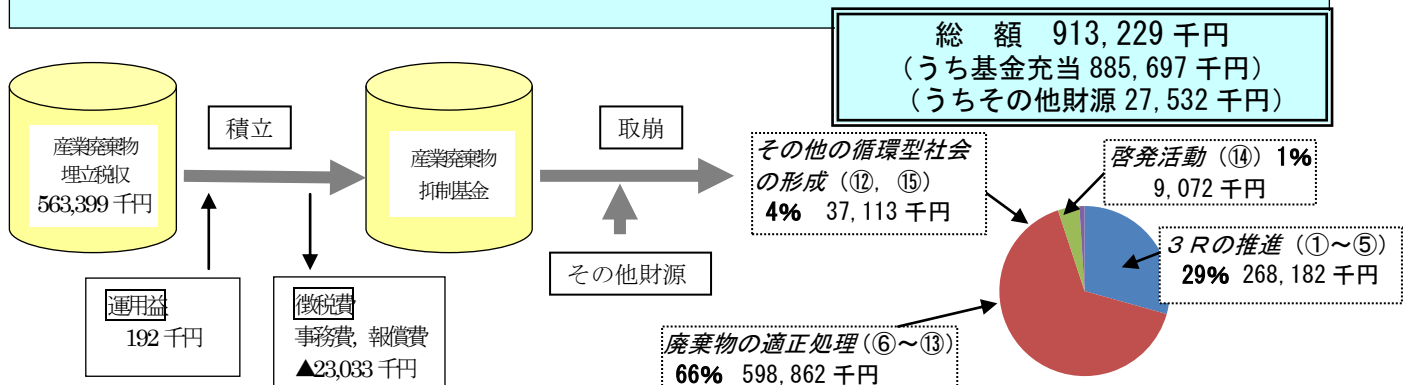 総　額　913,229 千円
（うち基金充当 885,697 千円）
（うちその他財源 27,532 千円）
産業廃棄物
埋立税収
563,399 千円
積立
産業廃棄物
抑制基金
取崩
その他財源
運用益
192 千円
徴税費
事務費，報償費
▲23,033 千円
その他の循環型社会
の形成（⑫，⑮）
4%　37,113 千円
啓発活動（⑭）1%
9,072 千円
３Ｒの推進（①～⑤）
29%　268,182 千円
廃棄物の適正処理（⑥～⑬）
66%　598,862 千円